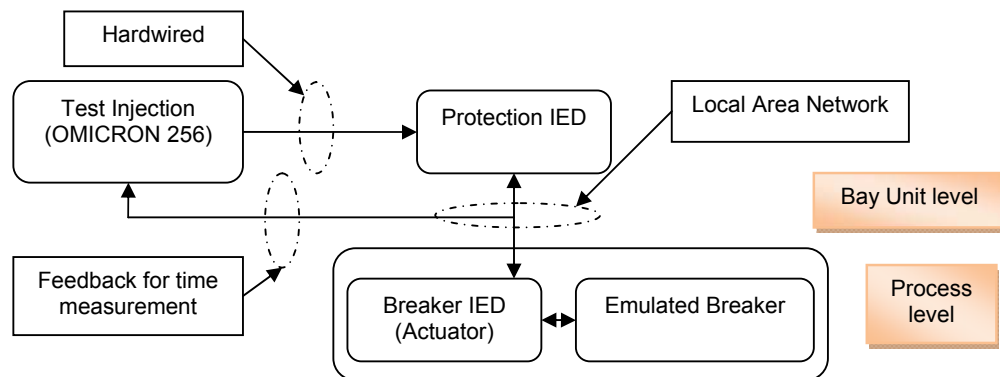 Hardwired
Test Injection
(OMICRON 256)
Protection IED
Local Area Network
Bay Unit level
Feedback for time
measurement
Breaker IED
(Actuator)
Emulated Breaker
Process
level